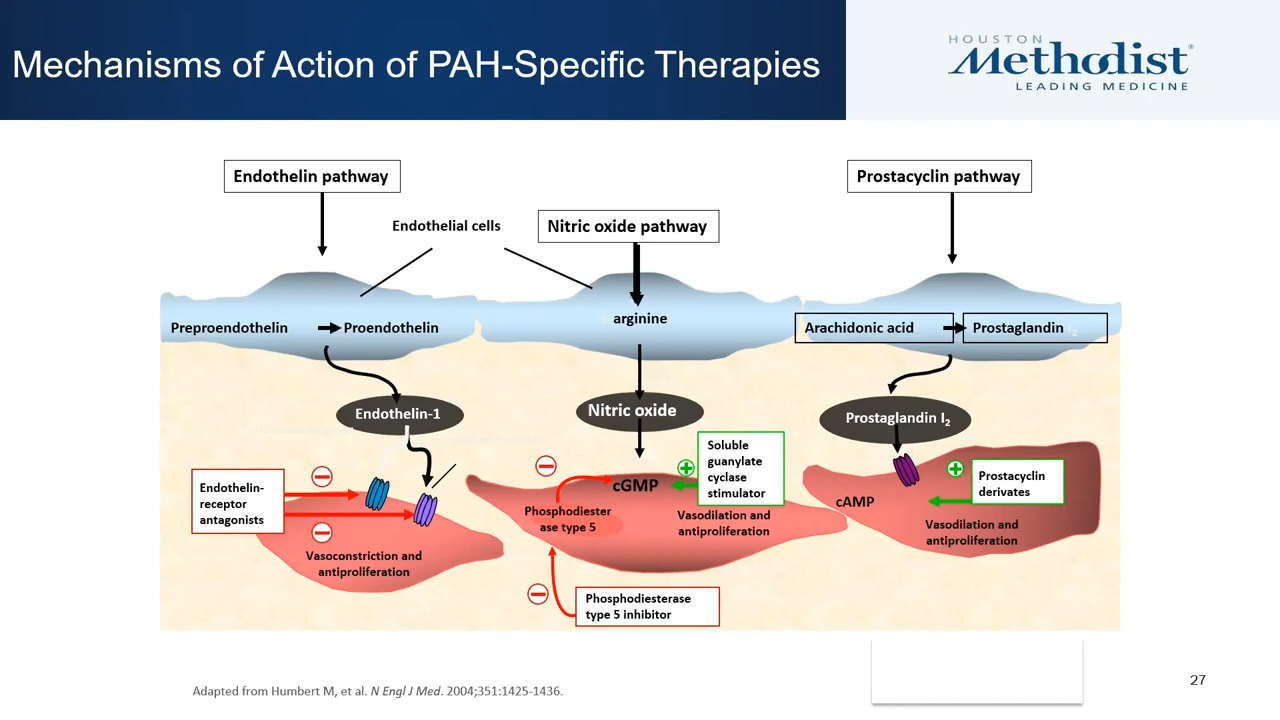 Mechanisms of Action of PAH-Specific Therapies
HOUSTON
Methodist®
LEADING MEDICINE
Endothelin pathway
Prostacyclin pathway
Endothelial cells
Nitric oxide pathway
Preproendothelin
Proendothelin
arginine
Arachidonic acid
Prostaglandin I₂
Endothelin-1
Nitric oxide
Prostaglandin I₂
Endothelin-
receptor
antagonists
Vasoconstriction and
antiproliferation
Soluble
guanylate
cyclase
stimulator
cGMP
Phosphodiester
ase type 5
Vasodilation and
antiproliferation
Phosphodiesterase
type 5 inhibitor
cAMP
Prostacyclin
derivates
Vasodilation and
antiproliferation
Adapted from Humbert M, et al. N Engl J Med. 2004;351:1425-1436.
27